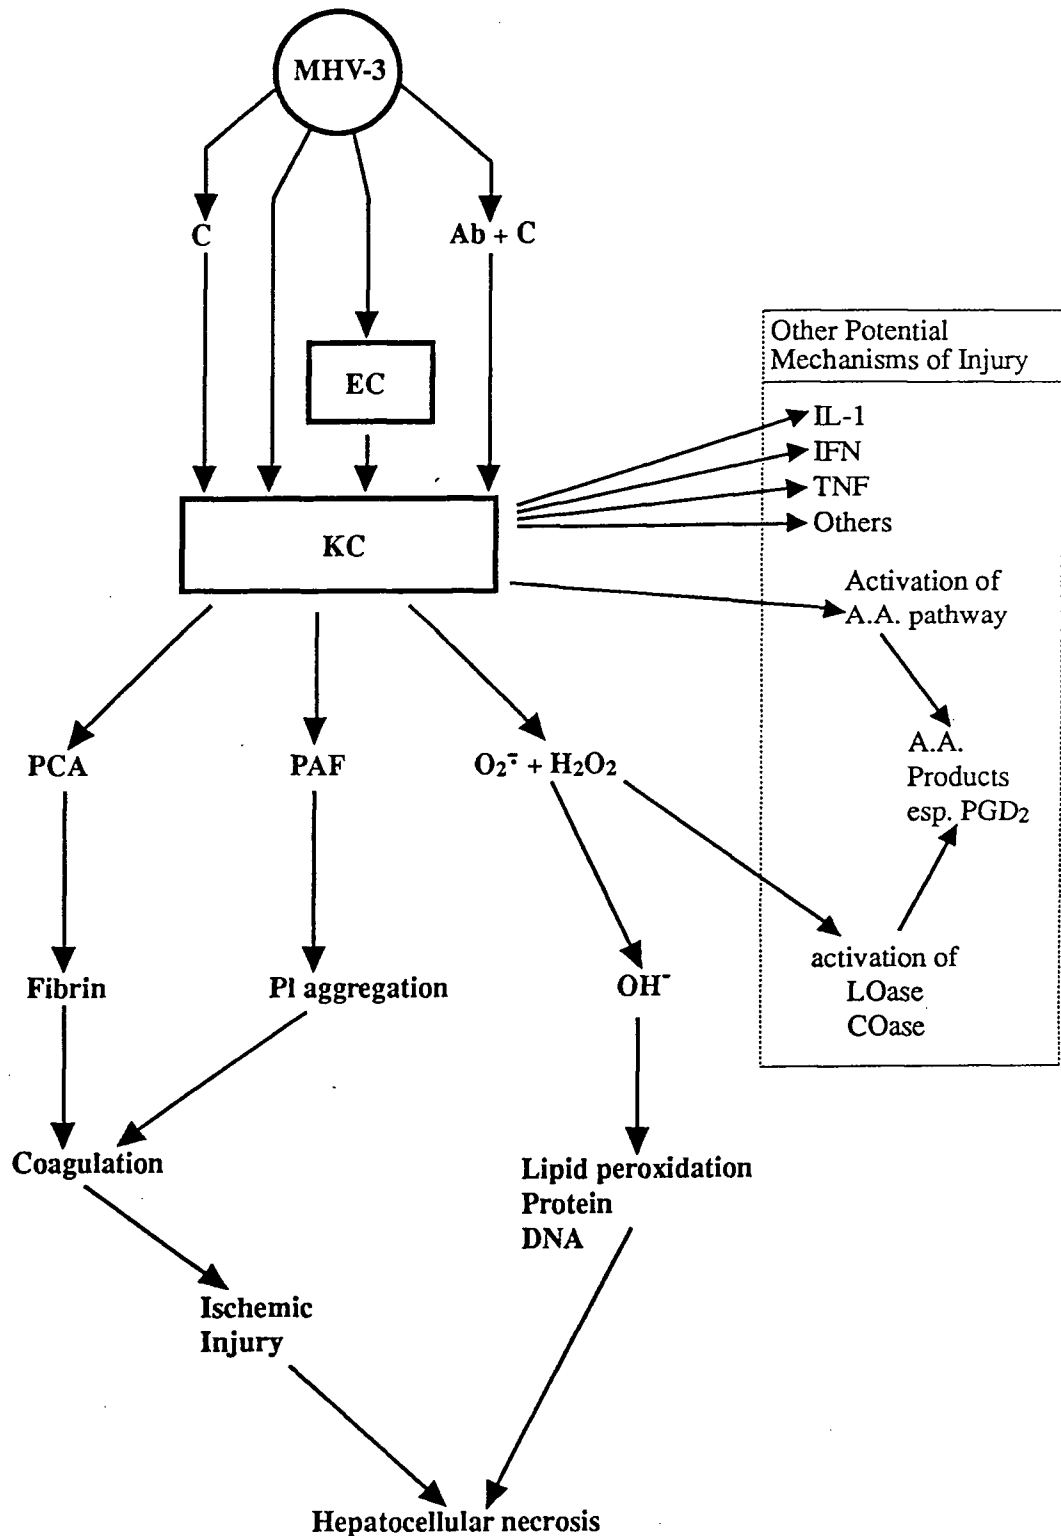 MHV-3
C
Ab + C
EC
Other Potential
Mechanisms of Injury
IL-1
IFN
TNF
Others
KC
Activation of
A.A. pathway
PCA
PAF
O₂⁻̇ + H₂O₂
A.A.
Products
esp. PGD₂
activation of
LOase
COase
Fibrin
Pl aggregation
OH⁻
Coagulation
Lipid peroxidation
Protein
DNA
Ischemic
Injury
Hepatocellular necrosis